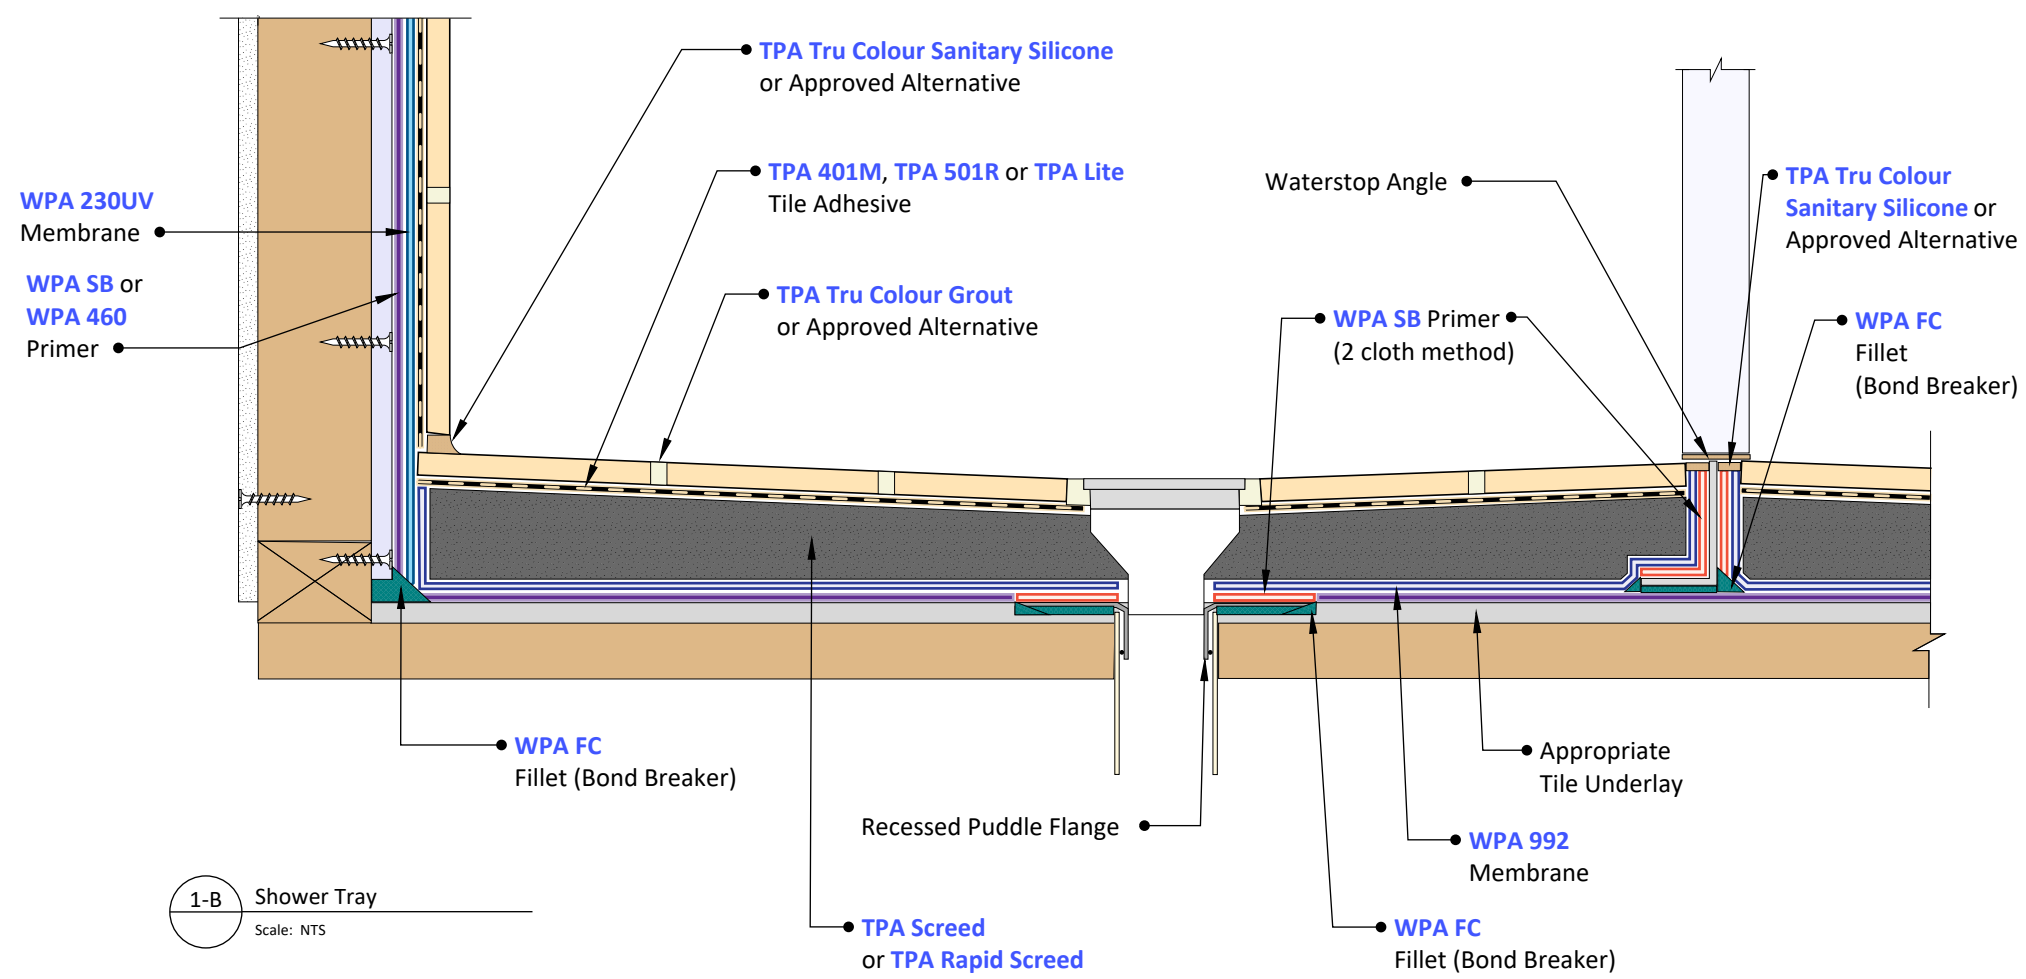 TPA Tru Colour Sanitary Silicone
or Approved Alternative
TPA 401M, TPA 501R or TPA Lite
Tile Adhesive
TPA Tru Colour Grout
or Approved Alternative
WPA 230UV
Membrane
WPA SB or
WPA 460
Primer
Waterstop Angle
TPA Tru Colour
Sanitary Silicone or
Approved Alternative
WPA SB Primer
(2 cloth method)
WPA FC
Fillet
(Bond Breaker)
WPA FC
Fillet (Bond Breaker)
Appropriate
Tile Underlay
Recessed Puddle Flange
WPA 992
Membrane
TPA Screed
or TPA Rapid Screed
WPA FC
Fillet (Bond Breaker)
1-B
Shower Tray
Scale: NTS